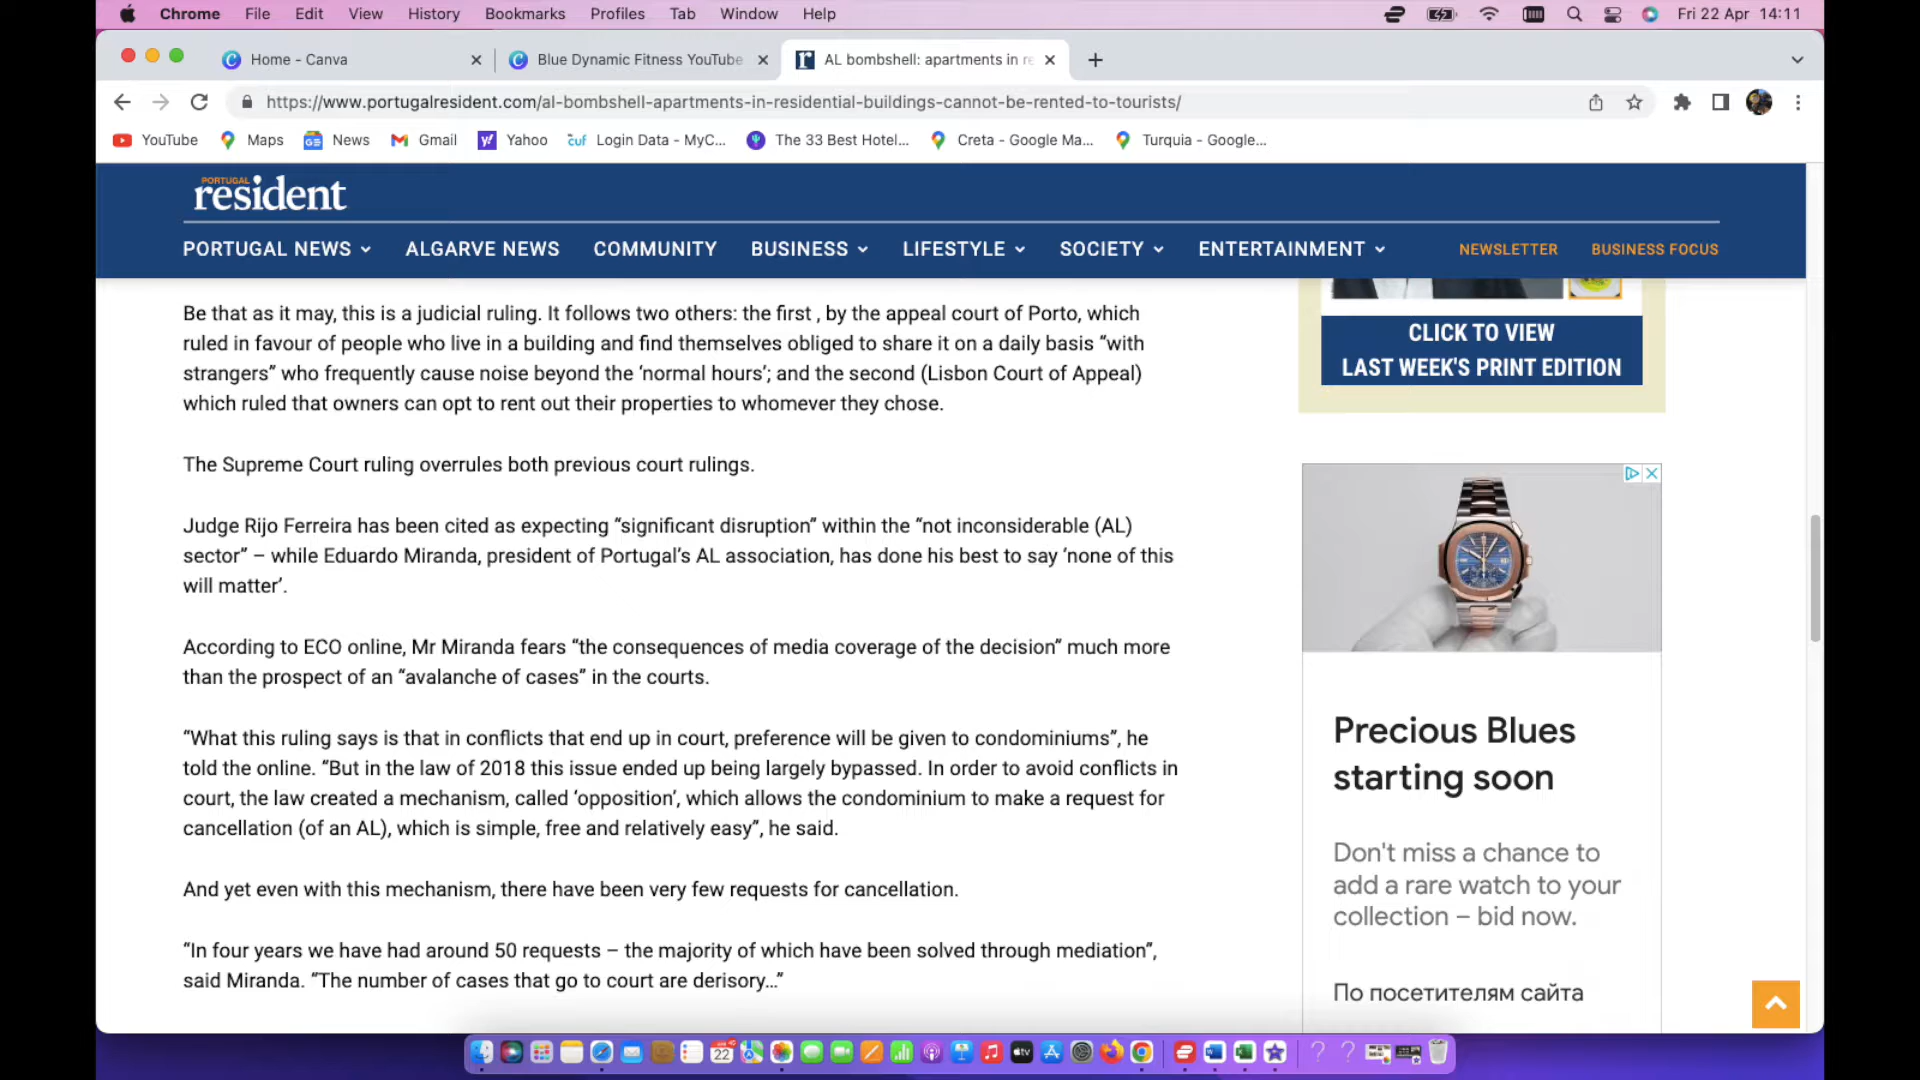 Chrome File Edit View History Bookmarks Profiles Tab Window Help Fri 22 Apr 14:11
Home - Canva Blue Dynamic Fitness YouTube AL bombshell: apartments in re
https://www.portugalresident.com/al-bombshell-apartments-in-residential-buildings-cannot-be-rented-to-tourists/
YouTube Maps News Gmail Yahoo cuf Login Data - MyC... The 33 Best Hotel... Creta - Google Ma... Turquia - Google...
PORTUGAL
resident
PORTUGAL NEWS ALGARVE NEWS COMMUNITY BUSINESS LIFESTYLE SOCIETY ENTERTAINMENT NEWSLETTER BUSINESS FOCUS
Be that as it may, this is a judicial ruling. It follows two others: the first , by the appeal court of Porto, which
ruled in favour of people who live in a building and find themselves obliged to share it on a daily basis “with
strangers” who frequently cause noise beyond the ‘normal hours’; and the second (Lisbon Court of Appeal)
which ruled that owners can opt to rent out their properties to whomever they chose.
The Supreme Court ruling overrules both previous court rulings.
Judge Rijo Ferreira has been cited as expecting “significant disruption” within the “not inconsiderable (AL)
sector” – while Eduardo Miranda, president of Portugal’s AL association, has done his best to say ‘none of this
will matter’.
According to ECO online, Mr Miranda fears “the consequences of media coverage of the decision” much more
than the prospect of an “avalanche of cases” in the courts.
“What this ruling says is that in conflicts that end up in court, preference will be given to condominiums”, he
told the online. “But in the law of 2018 this issue ended up being largely bypassed. In order to avoid conflicts in
court, the law created a mechanism, called ‘opposition’, which allows the condominium to make a request for
cancellation (of an AL), which is simple, free and relatively easy”, he said.
And yet even with this mechanism, there have been very few requests for cancellation.
“In four years we have had around 50 requests – the majority of which have been solved through mediation”,
said Miranda. “The number of cases that go to court are derisory…”
CLICK TO VIEW
LAST WEEK'S PRINT EDITION
Precious Blues
starting soon
Don't miss a chance to
add a rare watch to your
collection – bid now.
По посетителям сайта
22 tv